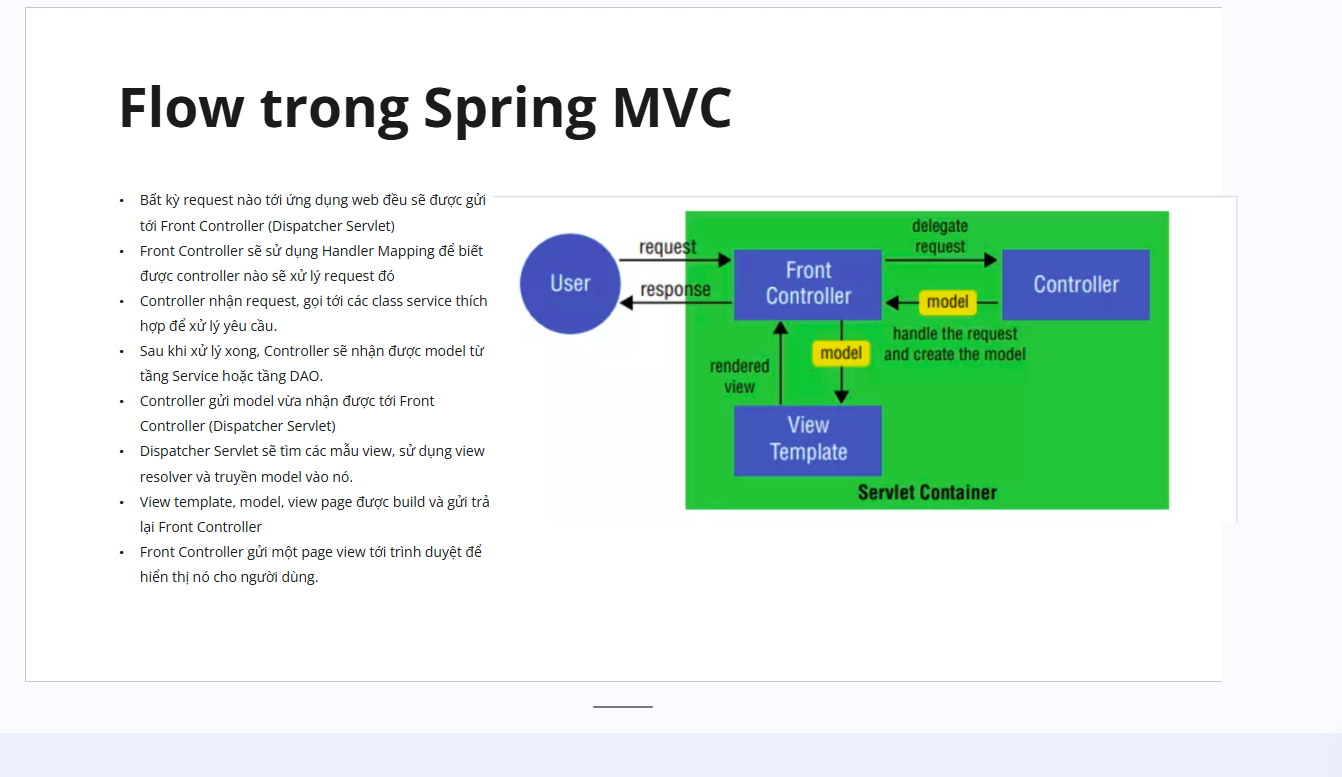 Flow trong Spring MVC
• Bất kỳ request nào tới ứng dụng web đều sẽ được gửi
tới Front Controller (Dispatcher Servlet)
• Front Controller sẽ sử dụng Handler Mapping để biết
được controller nào sẽ xử lý request đó
• Controller nhận request, gọi tới các class service thích
hợp để xử lý yêu cầu.
• Sau khi xử lý xong, Controller sẽ nhận được model từ
tầng Service hoặc tầng DAO.
• Controller gửi model vừa nhận được tới Front
Controller (Dispatcher Servlet)
• Dispatcher Servlet sẽ tìm các mẫu view, sử dụng view
resolver và truyền model vào nó.
• View template, model, view page được build và gửi trả
lại Front Controller
• Front Controller gửi một page view tới trình duyệt để
hiển thị nó cho người dùng.
User
request
response
Front
Controller
delegate
request
Controller
model
handle the request
and create the model
model
rendered
view
View
Template
Servlet Container